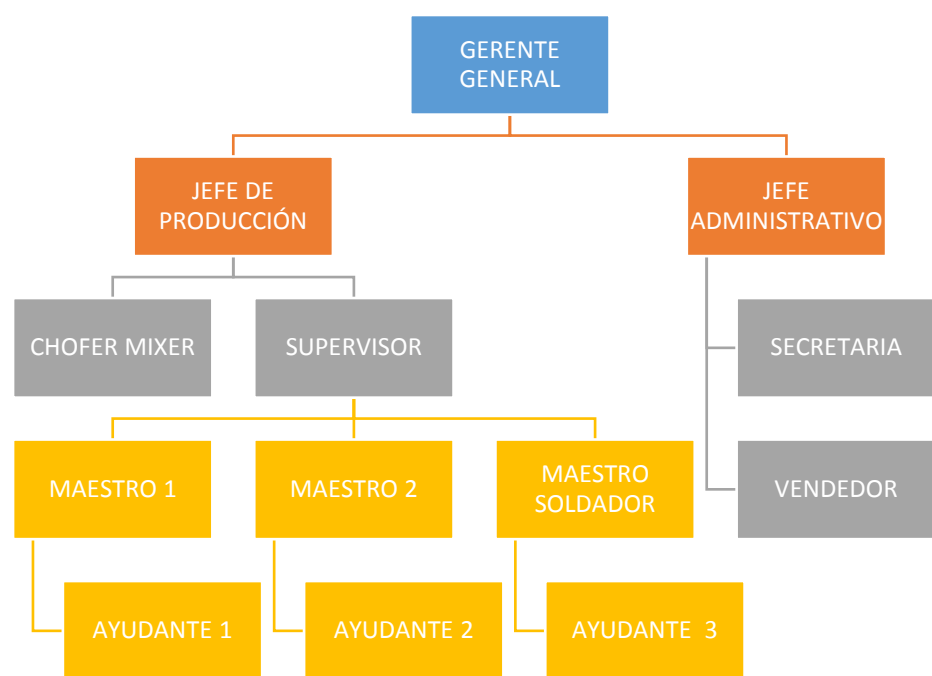 GERENTE
GENERAL
JEFE DE
PRODUCCIÓN
JEFE
ADMINISTRATIVO
CHOFER MIXER
SUPERVISOR
SECRETARIA
MAESTRO 1
MAESTRO 2
MAESTRO
SOLDADOR
VENDEDOR
AYUDANTE 1
AYUDANTE 2
AYUDANTE 3